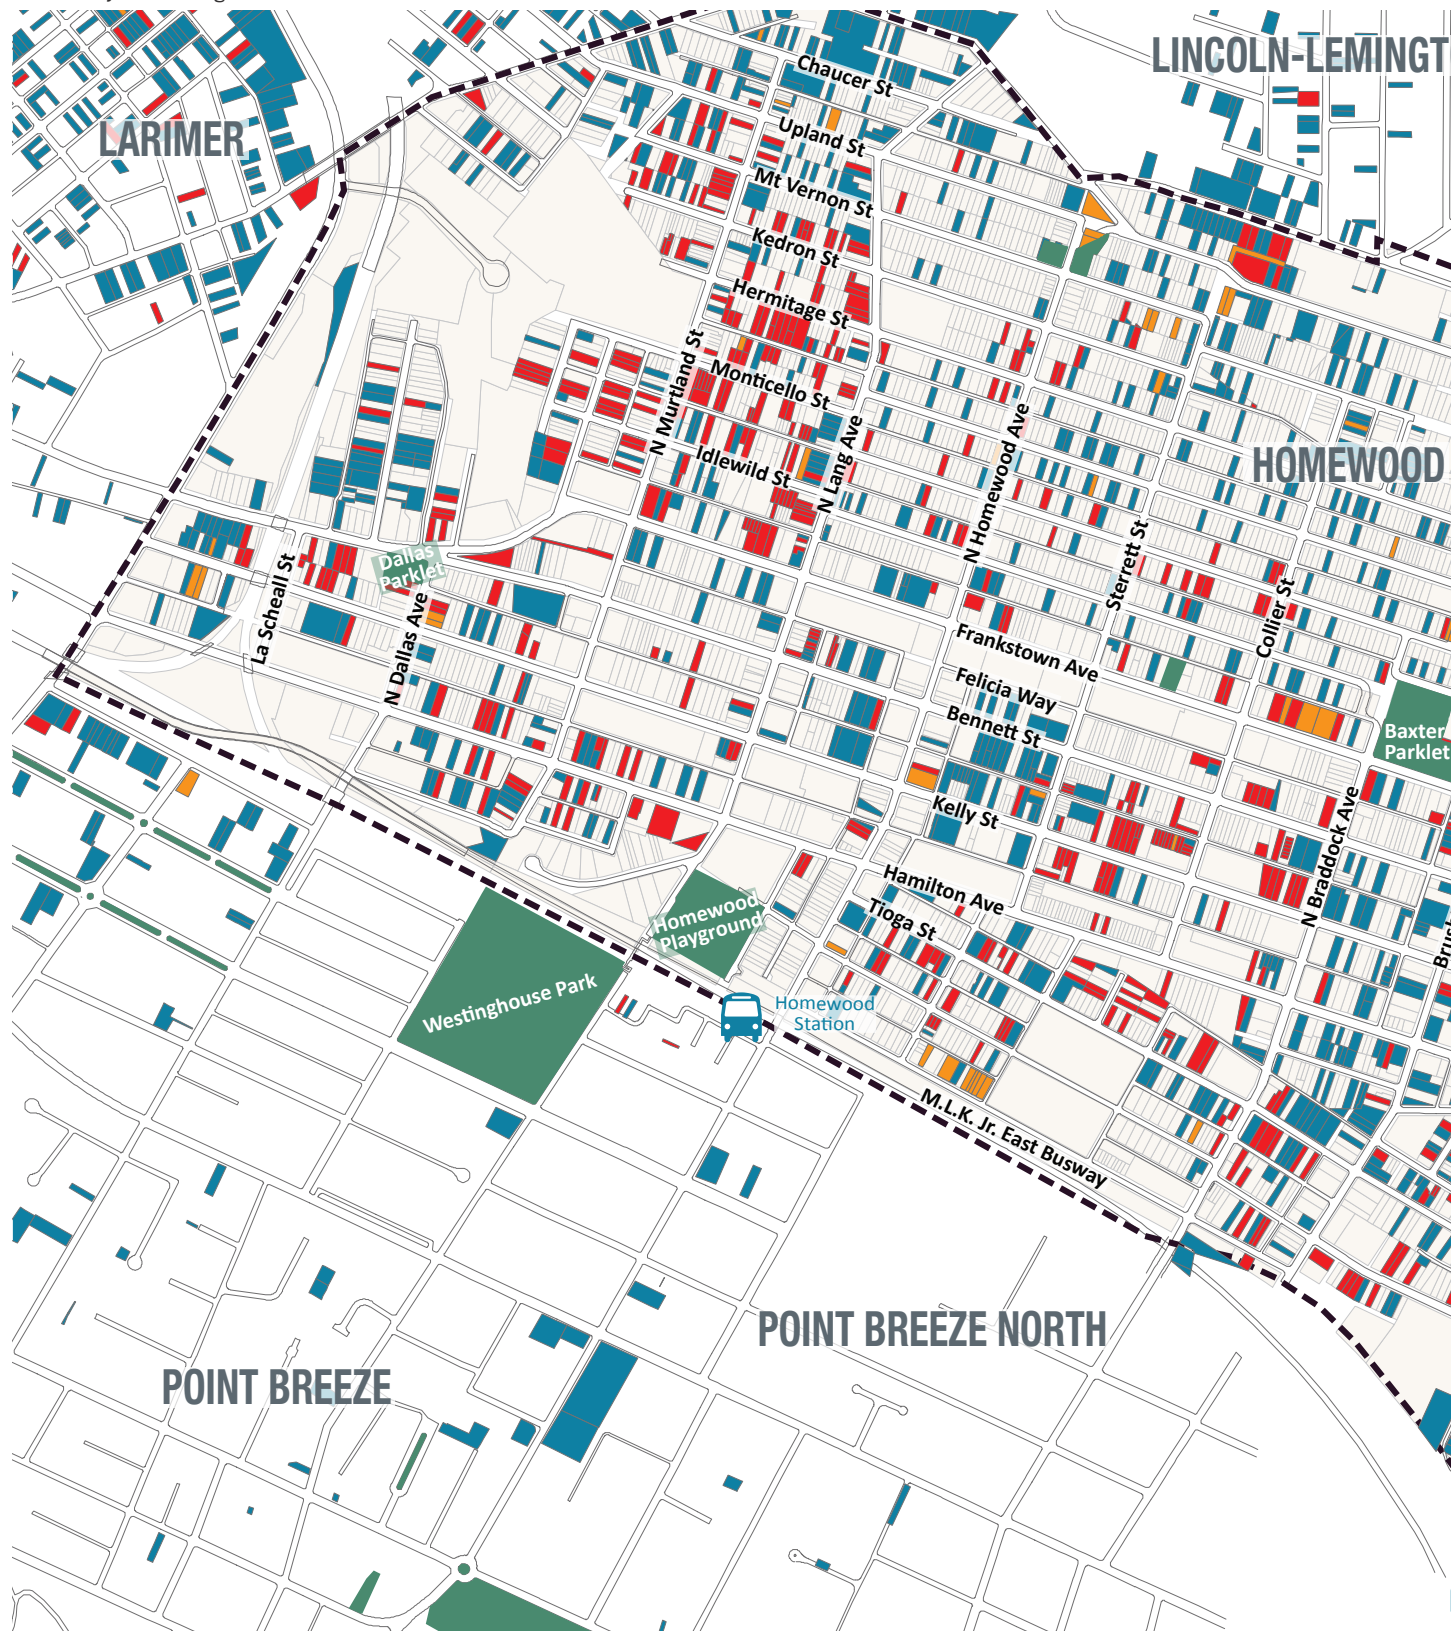 LINCOLN-LEMINGT
Chaucer St
LARIMER
Upland St
Mt Vernon St
Kedron St
Hermitage St
N Murtland St
Monticello St
N Lang Ave
N Homewood Ave
Idlewild St
HOMEWOOD
Dallas
Parklet
La Scheall St
N Dallas Ave
Sterrett St
Collier St
Frankstown Ave
Felicia Way
Bennett St
Baxter
Parklet
Kelly St
N Braddock Ave
Hamilton Ave
Tioga St
Homewood
Playground
Westinghouse Park
Homewood
Station
M.L.K. Jr. East Busway
POINT BREEZE NORTH
POINT BREEZE